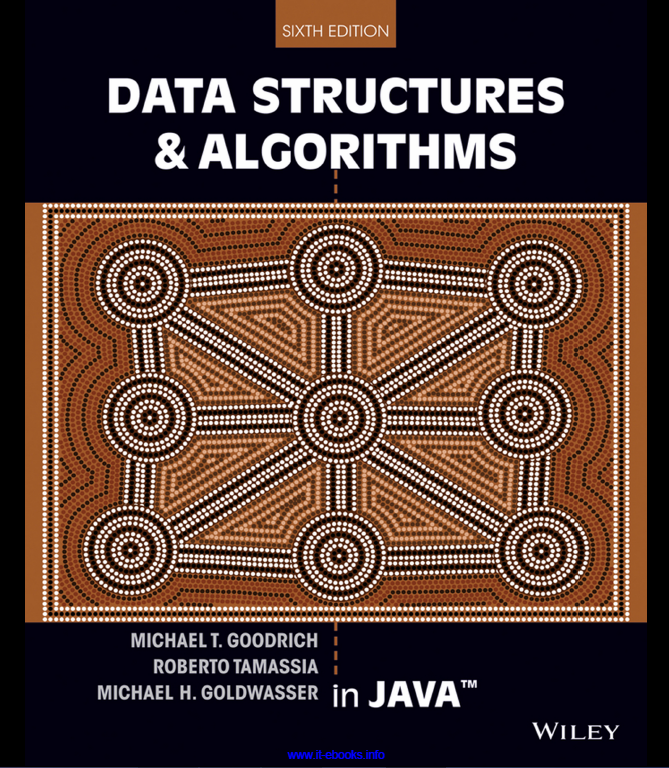 SIXTH EDITION
DATA STRUCTURES
& ALGORITHMS
MICHAEL T. GOODRICH
ROBERTO TAMASSIA
MICHAEL H. GOLDWASSER
in JAVA™
WILEY
www.it-ebooks.info